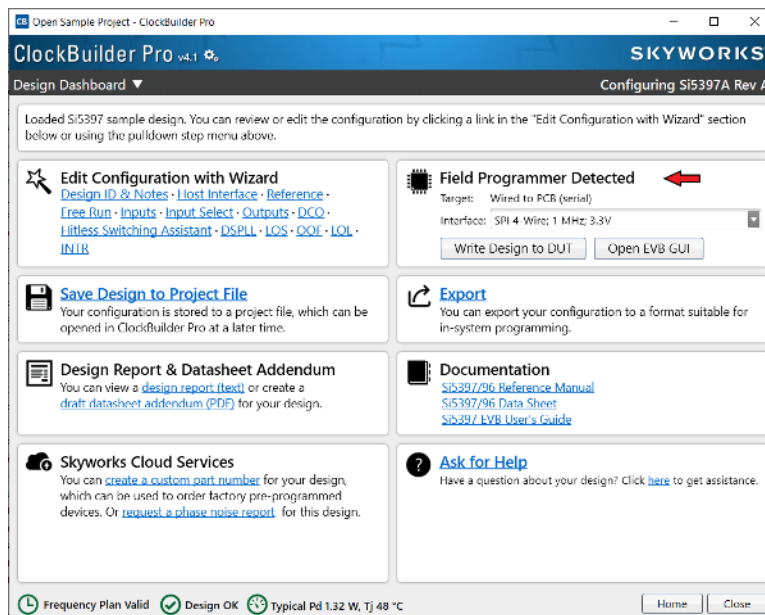 CB Open Sample Project - ClockBuilder Pro
ClockBuilder Pro v4.1
SKYWORKS
Design Dashboard ▼
Configuring Si5397A Rev A
Loaded Si5397 sample design. You can review or edit the configuration by clicking a link in the "Edit Configuration with Wizard" section
below or using the pulldown step menu above.
Edit Configuration with Wizard
Design ID & Notes · Host Interface · Reference ·
Free Run · Inputs · Input Select · Outputs · DCO ·
Hitless Switching Assistant · DSPLL · LOS · OOF · LOL ·
INTR
Field Programmer Detected
Target: Wired to PCB (serial)
Interface: SPI 4-Wire; 1 MHz; 3.3V
Write Design to DUT
Open EVB GUI
Save Design to Project File
Your configuration is stored to a project file, which can be
opened in ClockBuilder Pro at a later time.
Export
You can export your configuration to a format suitable for
in-system programming.
Design Report & Datasheet Addendum
You can view a design report (text) or create a
draft datasheet addendum (PDF) for your design.
Documentation
Si5397/96 Reference Manual
Si5397/96 Data Sheet
Si5397 EVB User's Guide
Skyworks Cloud Services
You can create a custom part number for your design,
which can be used to order factory pre-programmed
devices. Or request a phase noise report for this design.
Ask for Help
Have a question about your design? Click here to get assistance.
Frequency Plan Valid
Design OK
Typical Pd 1.32 W, Tj 48 °C
Home
Close